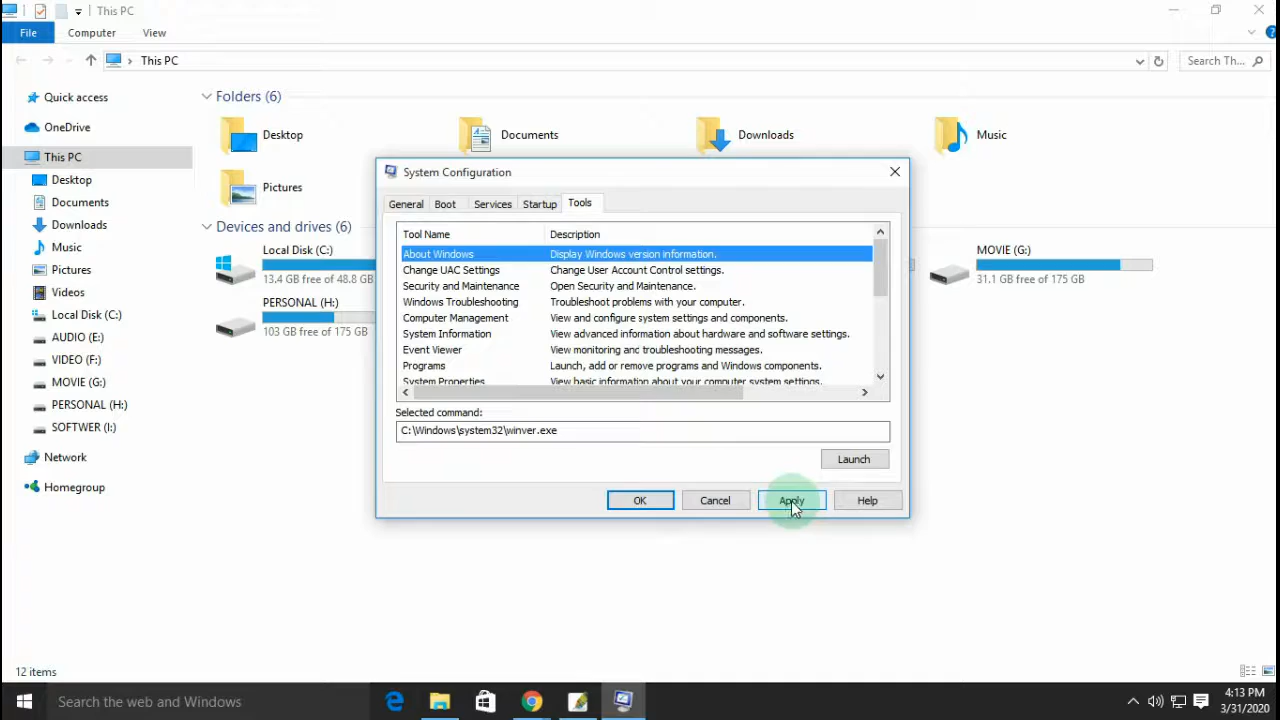 This PC
File Computer View
This PC
Search Th...
Quick access
OneDrive
This PC
Desktop
Documents
Downloads
Music
Pictures
Videos
Local Disk (C:)
AUDIO (E:)
VIDEO (F:)
MOVIE (G:)
PERSONAL (H:)
SOFTWER (I:)
Network
Homegroup
Folders (6)
Desktop
Documents
Downloads
Music
Pictures
Devices and drives (6)
Local Disk (C:)
13.4 GB free of 48.8 GB
PERSONAL (H:)
103 GB free of 175 GB
MOVIE (G:)
31.1 GB free of 175 GB
System Configuration
General Boot Services Startup Tools
Tool Name Description
About Windows Display Windows version information.
Change UAC Settings Change User Account Control settings.
Security and Maintenance Open Security and Maintenance.
Windows Troubleshooting Troubleshoot problems with your computer.
Computer Management View and configure system settings and components.
System Information View advanced information about hardware and software settings.
Event Viewer View monitoring and troubleshooting messages.
Programs Launch, add or remove programs and Windows components.
System Properties View basic information about your computer system settings.
Selected command:
C:\Windows\system32\winver.exe
Launch
OK Cancel Apply Help
12 items
Search the web and Windows
4:13 PM
3/31/2020